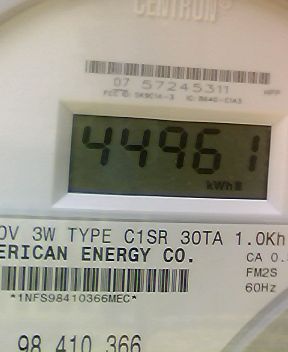 CENTRON®
07 57245311
44961
kWh
0V 3W TYPE C1SR 30TA 1.0Kh
ERICAN ENERGY CO.
CA 0.
FM2S
*1NFS98410366MEC*
60Hz
98 410 366